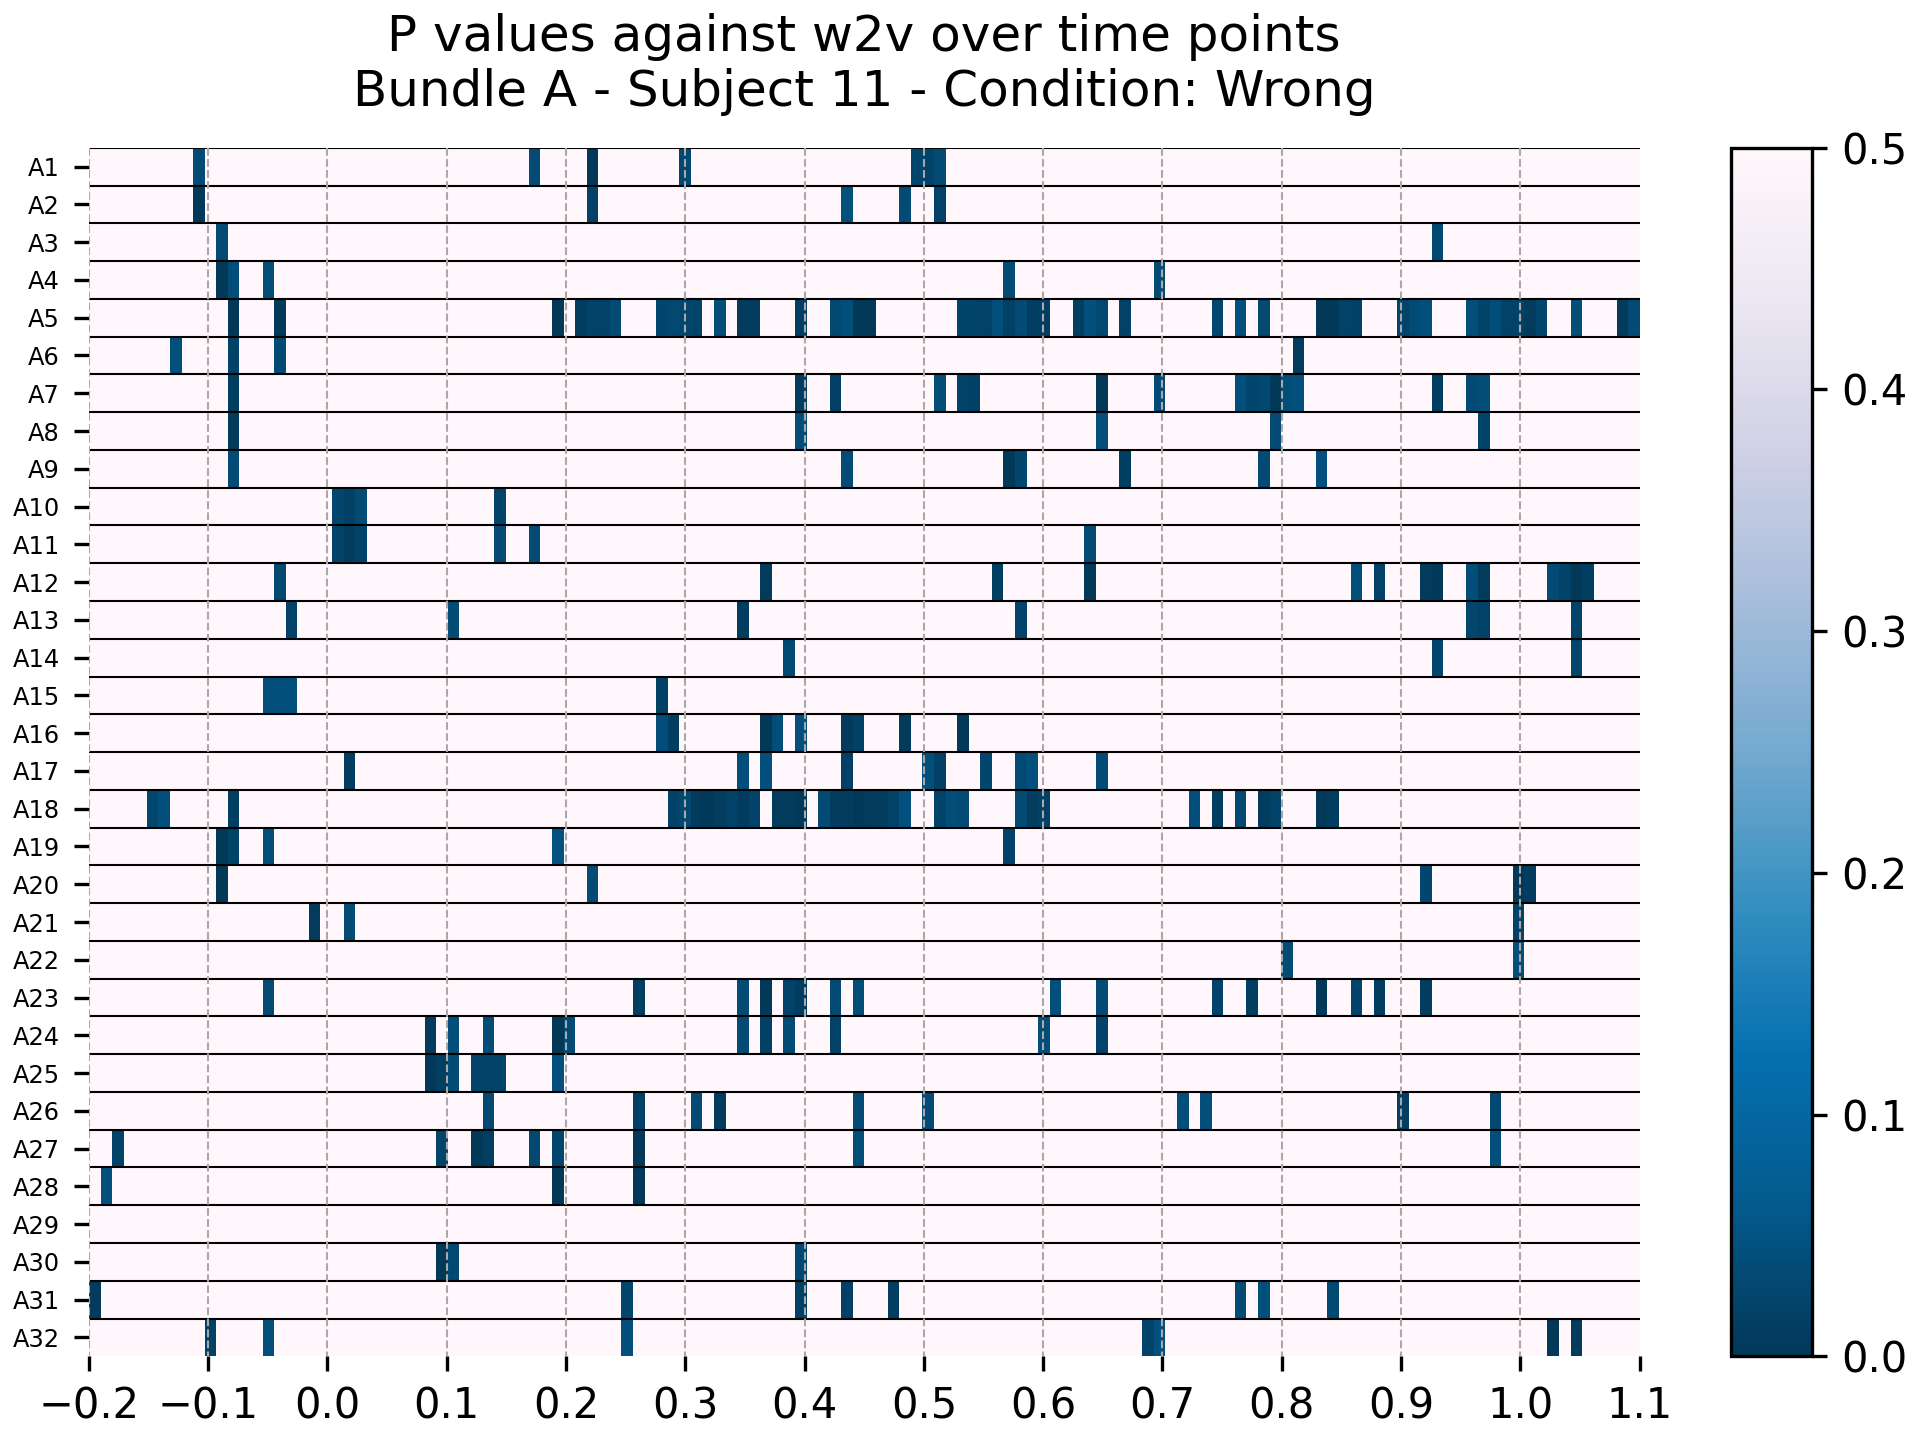 P values against w2v over time points
Bundle A - Subject 11 - Condition: Wrong
A1
A2
A3
A4
A5
A6
A7
A8
A9
A10
A11
A12
A13
A14
A15
A16
A17
A18
A19
A20
A21
A22
A23
A24
A25
A26
A27
A28
A29
A30
A31
A32
−0.2 −0.1 0.0 0.1 0.2 0.3 0.4 0.5 0.6 0.7 0.8 0.9 1.0 1.1
0.5
0.4
0.3
0.2
0.1
0.0